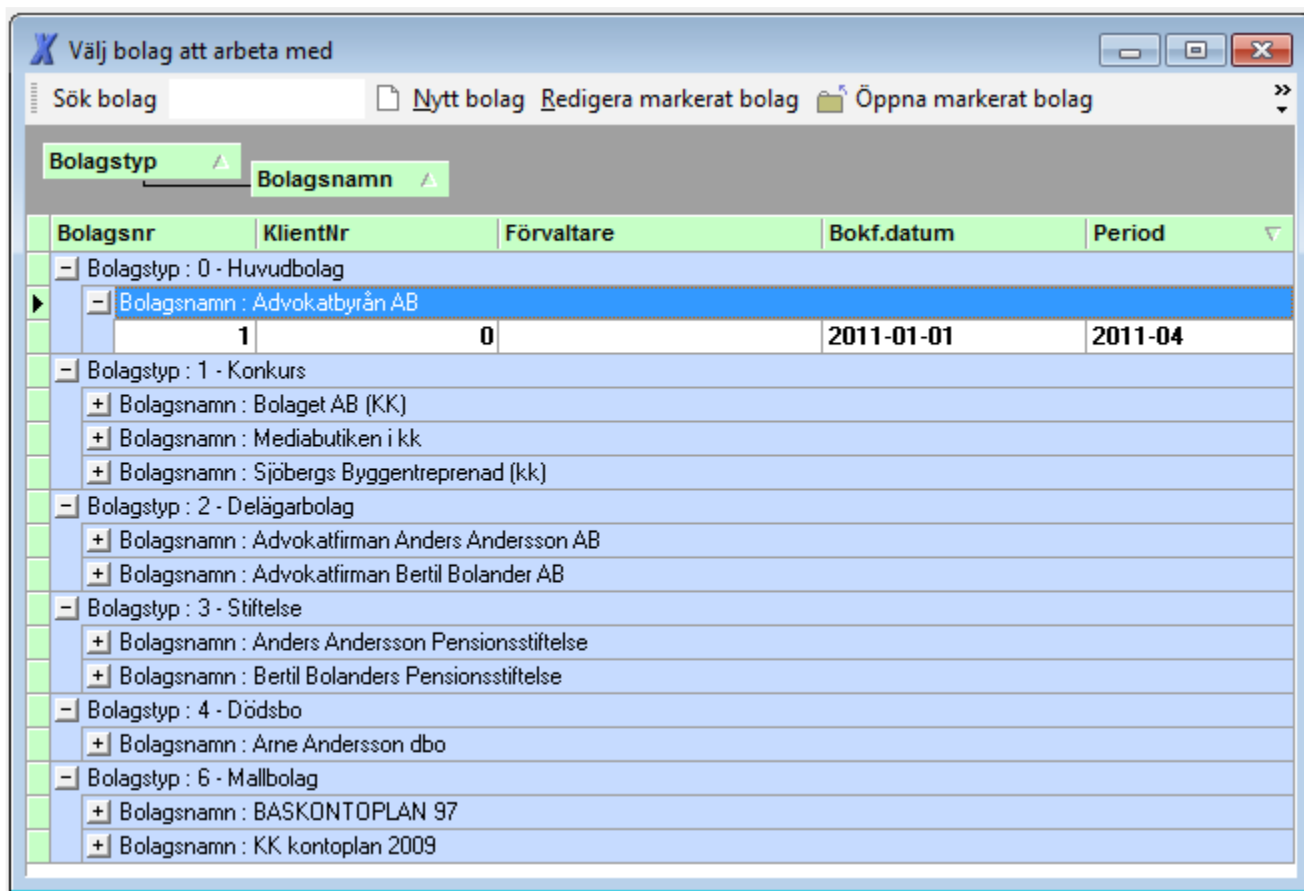 Välj bolag att arbeta med
Sök bolag Nytt bolag Redigera markerat bolag Öppna markerat bolag
Bolagstyp
Bolagsnamn
Bolagsnr KlientNr Förvaltare Bokf.datum Period
Bolagstyp : 0 - Huvudbolag
Bolagsnamn : Advokatbyrån AB
1 0 2011-01-01 2011-04
Bolagstyp : 1 - Konkurs
Bolagsnamn : Bolaget AB (KK)
Bolagsnamn : Mediabutiken i kk
Bolagsnamn : Sjöbergs Byggentreprenad (kk)
Bolagstyp : 2 - Delägarbolag
Bolagsnamn : Advokatfirman Anders Andersson AB
Bolagsnamn : Advokatfirman Bertil Bolander AB
Bolagstyp : 3 - Stiftelse
Bolagsnamn : Anders Andersson Pensionsstiftelse
Bolagsnamn : Bertil Bolanders Pensionsstiftelse
Bolagstyp : 4 - Dödsbo
Bolagsnamn : Arne Andersson dbo
Bolagstyp : 6 - Mallbolag
Bolagsnamn : BASKONTOPLAN 97
Bolagsnamn : KK kontoplan 2009